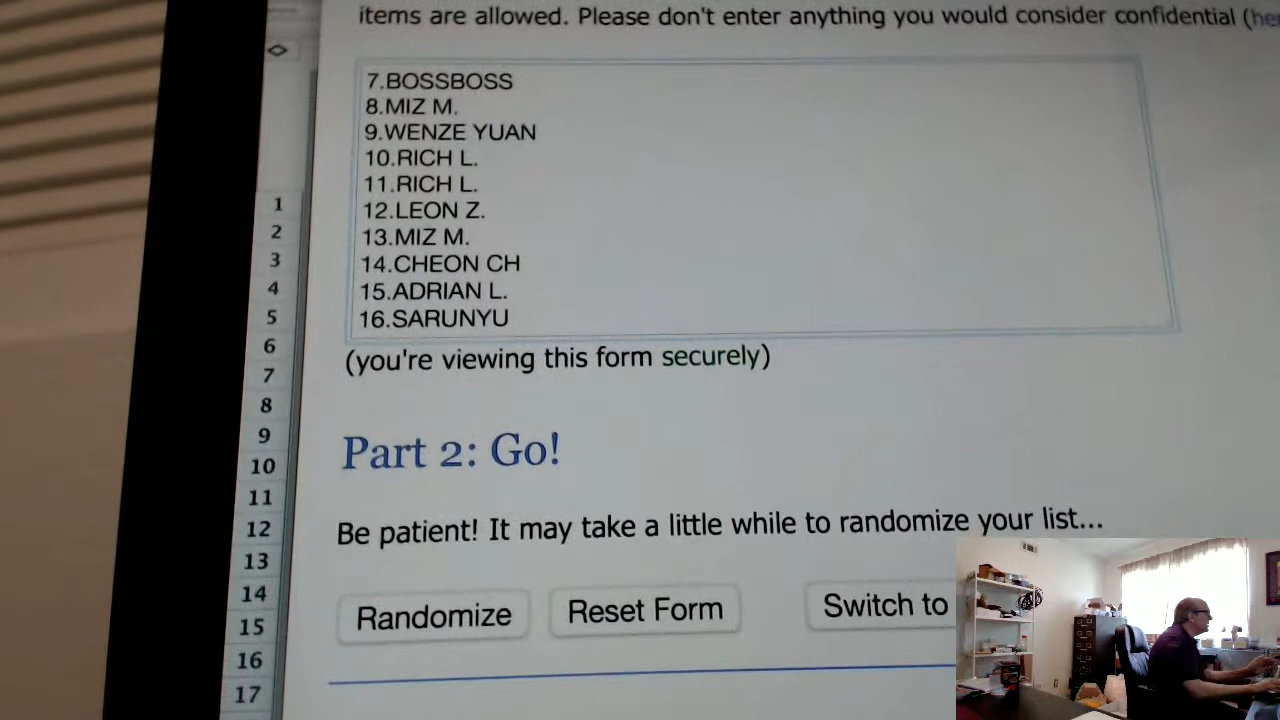 items are allowed. Please don't enter anything you would consider confidential (he
7.BOSSBOSS
8.MIZ M.
9.WENZE YUAN
10.RICH L.
11.RICH L.
12.LEON Z.
13.MIZ M.
14.CHEON CH
15.ADRIAN L.
16.SARUNYU
(you're viewing this form securely)
Part 2: Go!
Be patient! It may take a little while to randomize your list...
Randomize Reset Form Switch to
1
2
3
4
5
6
7
8
9
10
11
12
13
14
15
16
17